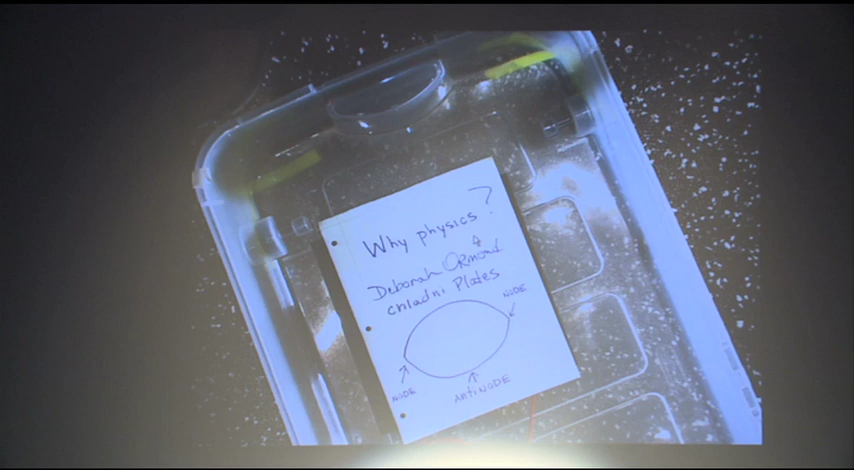 Why physics?
Deborah Ormond &
Chladni Plates
NODE
NODE
ANTINODE